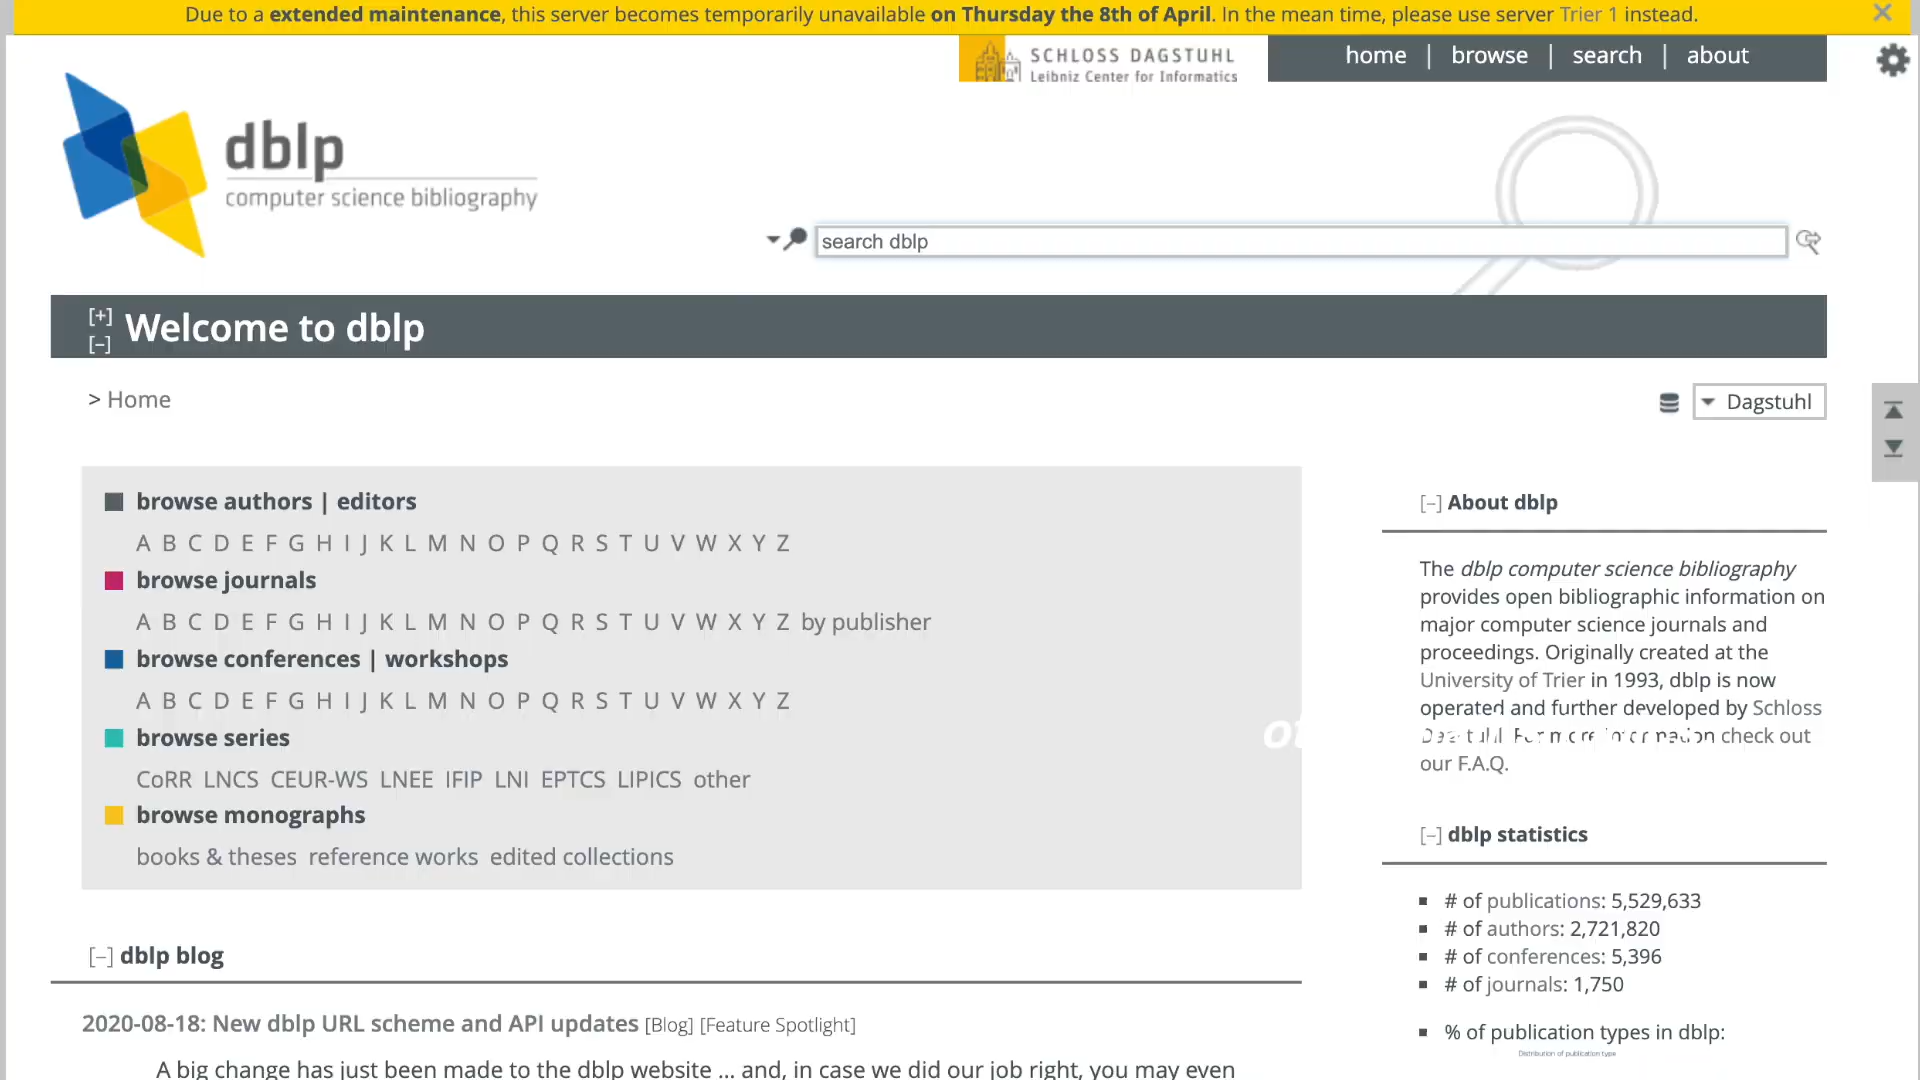 Due to a extended maintenance, this server becomes temporarily unavailable on Thursday the 8th of April. In the mean time, please use server Trier 1 instead.
SCHLOSS DAGSTUHL
Leibniz Center for Informatics
home | browse | search | about
dblp
computer science bibliography
search dblp
[+]
[–]
Welcome to dblp
> Home
Dagstuhl
browse authors | editors
A B C D E F G H I J K L M N O P Q R S T U V W X Y Z
browse journals
A B C D E F G H I J K L M N O P Q R S T U V W X Y Z by publisher
browse conferences | workshops
A B C D E F G H I J K L M N O P Q R S T U V W X Y Z
browse series
CoRR LNCS CEUR-WS LNEE IFIP LNI EPTCS LIPICS other
browse monographs
books & theses reference works edited collections
[–] dblp blog
2020-08-18: New dblp URL scheme and API updates [Blog] [Feature Spotlight]
A big change has just been made to the dblp website ... and, in case we did our job right, you may even
[–] About dblp
The dblp computer science bibliography
provides open bibliographic information on
major computer science journals and
proceedings. Originally created at the
University of Trier in 1993, dblp is now
operated and further developed by Schloss
For more information check out
our F.A.Q.
[–] dblp statistics
# of publications: 5,529,633
# of authors: 2,721,820
# of conferences: 5,396
# of journals: 1,750
% of publication types in dblp:
Distribution of publication type